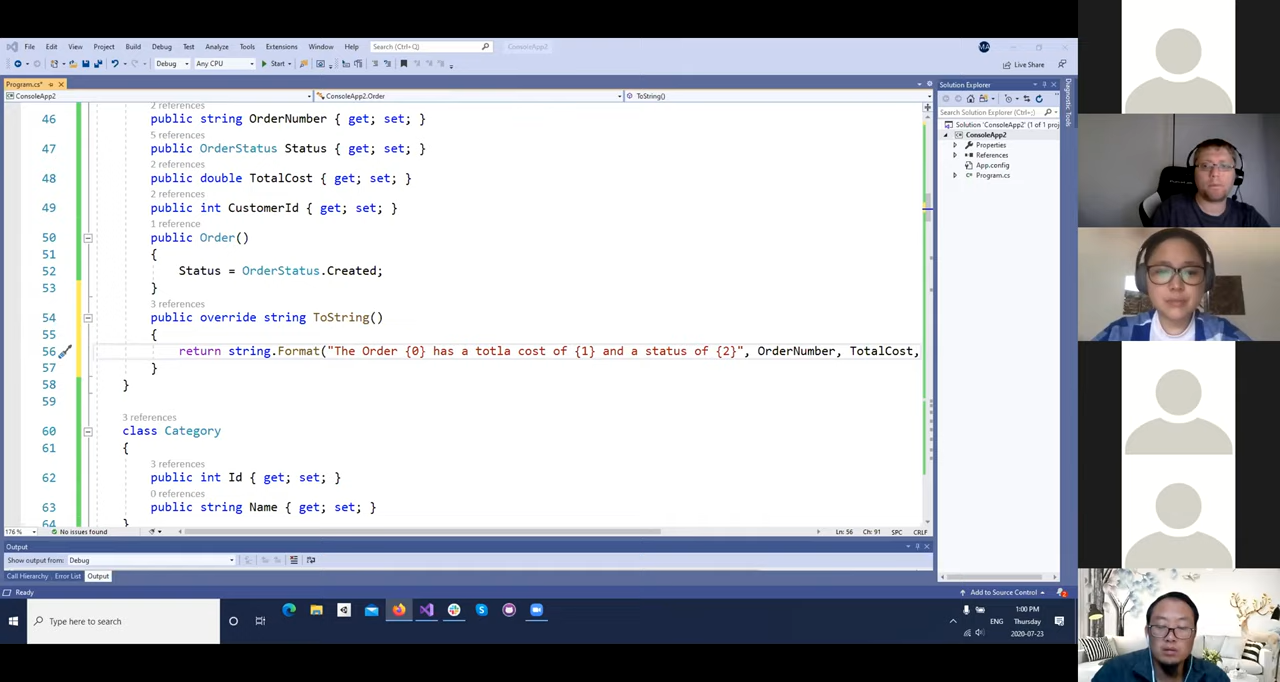 File Edit View Project Build Debug Test Analyze Tools Extensions Window Help Search (Ctrl+Q) ConsoleApp2 MA
Debug Any CPU Start Live Share
Program.cs*
ConsoleApp2 ConsoleApp2.Order ToString()
2 references
46 public string OrderNumber { get; set; }
5 references
47 public OrderStatus Status { get; set; }
2 references
48 public double TotalCost { get; set; }
2 references
49 public int CustomerId { get; set; }
1 reference
50 public Order()
51 {
52 Status = OrderStatus.Created;
53 }
3 references
54 public override string ToString()
55 {
56 return string.Format("The Order {0} has a totla cost of {1} and a status of {2}", OrderNumber, TotalCost,
57 }
58 }
59
3 references
60 class Category
61 {
3 references
62 public int Id { get; set; }
0 references
63 public string Name { get; set; }
64 }
176 % No issues found Ln: 56 Ch: 91 SPC CRLF
Output
Show output from: Debug
Call Hierarchy Error List Output
Ready Add to Source Control 2
Solution Explorer
Search Solution Explorer (Ctrl+;)
Solution 'ConsoleApp2' (1 of 1 proj
ConsoleApp2
Properties
References
App.config
Program.cs
Diagnostic Tools
Type here to search
ENG
1:00 PM
Thursday
2020-07-23